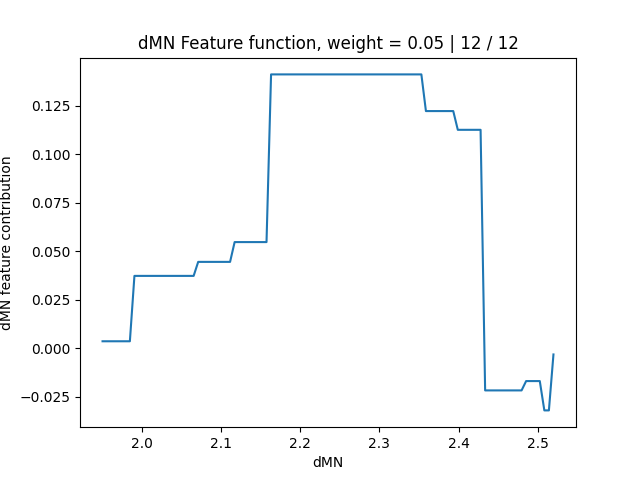 dMN Feature function, weight = 0.05 | 12 / 12
dMN feature contribution
0.125
0.100
0.075
0.050
0.025
0.000
−0.025
2.0 2.1 2.2 2.3 2.4 2.5
dMN